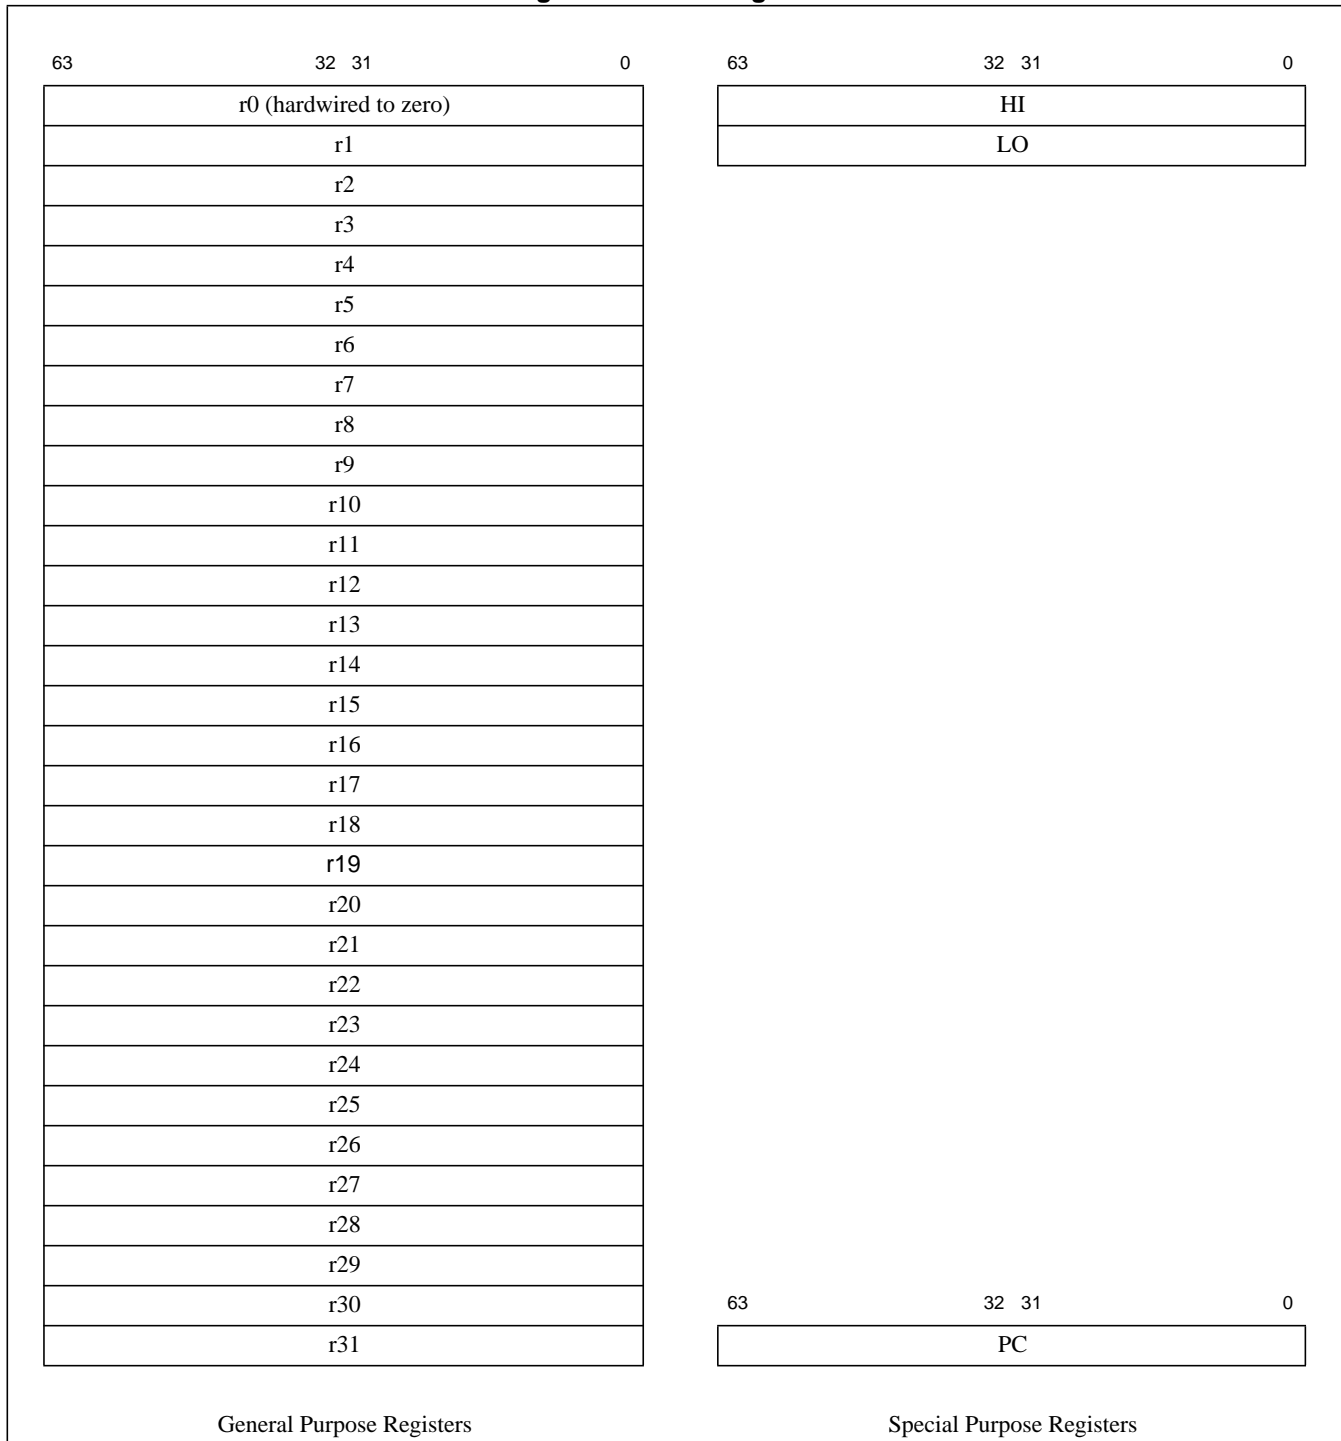 63 32 31 0
r0 (hardwired to zero)
r1
r2
r3
r4
r5
r6
r7
r8
r9
r10
r11
r12
r13
r14
r15
r16
r17
r18
r19
r20
r21
r22
r23
r24
r25
r26
r27
r28
r29
r30
r31
General Purpose Registers
63 32 31 0
HI
LO
63 32 31 0
PC
Special Purpose Registers